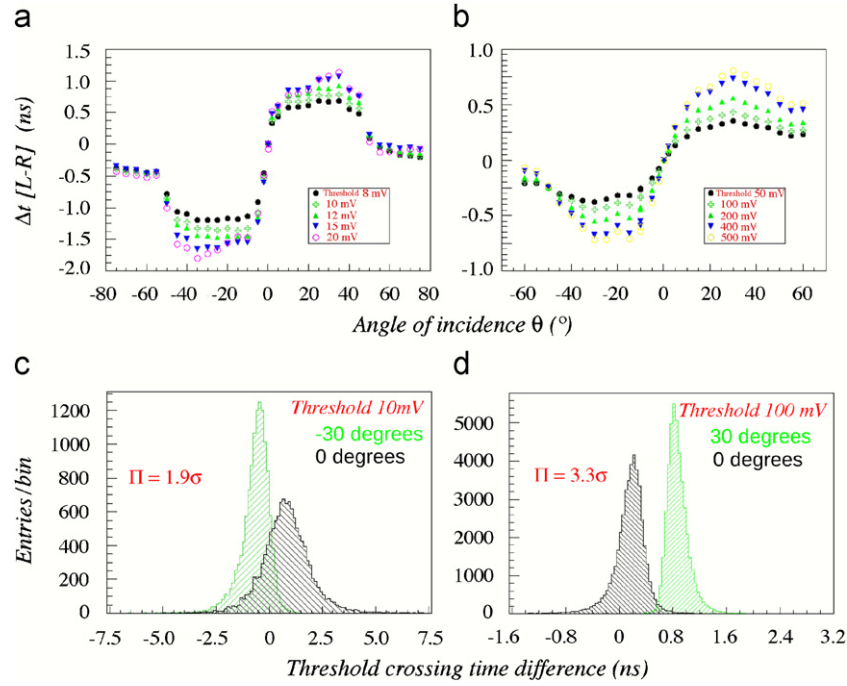 a
b
Δt [L-R] (ns)
1.5
1.0
0.5
0
-0.5
-1.0
-1.5
-2.0
Threshold 8 mV
10 mV
12 mV
15 mV
20 mV
-80 -60 -40 -20 0 20 40 60 80
1.0
0.5
0
-0.5
-1.0
Threshold 50 mV
100 mV
200 mV
400 mV
500 mV
-60 -40 -20 0 20 40 60
Angle of incidence θ (°)
c
d
Entries/bin
1200
1000
800
600
400
200
0
Threshold 10mV
-30 degrees
0 degrees
Π = 1.9σ
-7.5 -5.0 -2.5 0 2.5 5.0 7.5
5000
4000
3000
2000
1000
0
Threshold 100 mV
30 degrees
0 degrees
Π = 3.3σ
-1.6 -0.8 0 0.8 1.6 2.4 3.2
Threshold crossing time difference (ns)